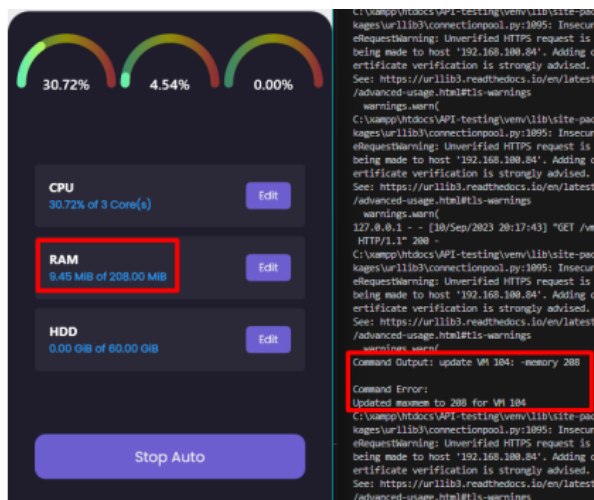 30.72%
4.54%
0.00%
CPU
30.72% of 3 Core(s)
Edit
RAM
9.45 MiB of 208.00 MiB
Edit
HDD
0.00 GiB of 60.00 GiB
Edit
Stop Auto
C:\xampp\htdocs\API-testing\venv\lib\site-pac
kages\urllib3\connectionpool.py:1095: Insecur
eRequestWarning: Unverified HTTPS request is
being made to host '192.168.100.84'. Adding c
ertificate verification is strongly advised.
See: https://urllib3.readthedocs.io/en/latest
/advanced-usage.html#tls-warnings
warnings.warn(
C:\xampp\htdocs\API-testing\venv\lib\site-pac
kages\urllib3\connectionpool.py:1095: Insecur
eRequestWarning: Unverified HTTPS request is
being made to host '192.168.100.84'. Adding c
ertificate verification is strongly advised.
See: https://urllib3.readthedocs.io/en/latest
/advanced-usage.html#tls-warnings
warnings.warn(
127.0.0.1 - - [10/Sep/2023 20:17:43] "GET /vm
HTTP/1.1" 200 -
C:\xampp\htdocs\API-testing\venv\lib\site-pac
kages\urllib3\connectionpool.py:1095: Insecur
eRequestWarning: Unverified HTTPS request is
being made to host '192.168.100.84'. Adding c
ertificate verification is strongly advised.
See: https://urllib3.readthedocs.io/en/latest
/advanced-usage.html#tls-warnings
warnings.warn(
Command Output: update VM 104: -memory 208
Command Error:
Updated maxmem to 208 for VM 104
C:\xampp\htdocs\API-testing\venv\lib\site-pac
kages\urllib3\connectionpool.py:1095: Insecur
eRequestWarning: Unverified HTTPS request is
being made to host '192.168.100.84'. Adding c
ertificate verification is strongly advised.
See: https://urllib3.readthedocs.io/en/latest
/advanced-usage.html#tls-warnings